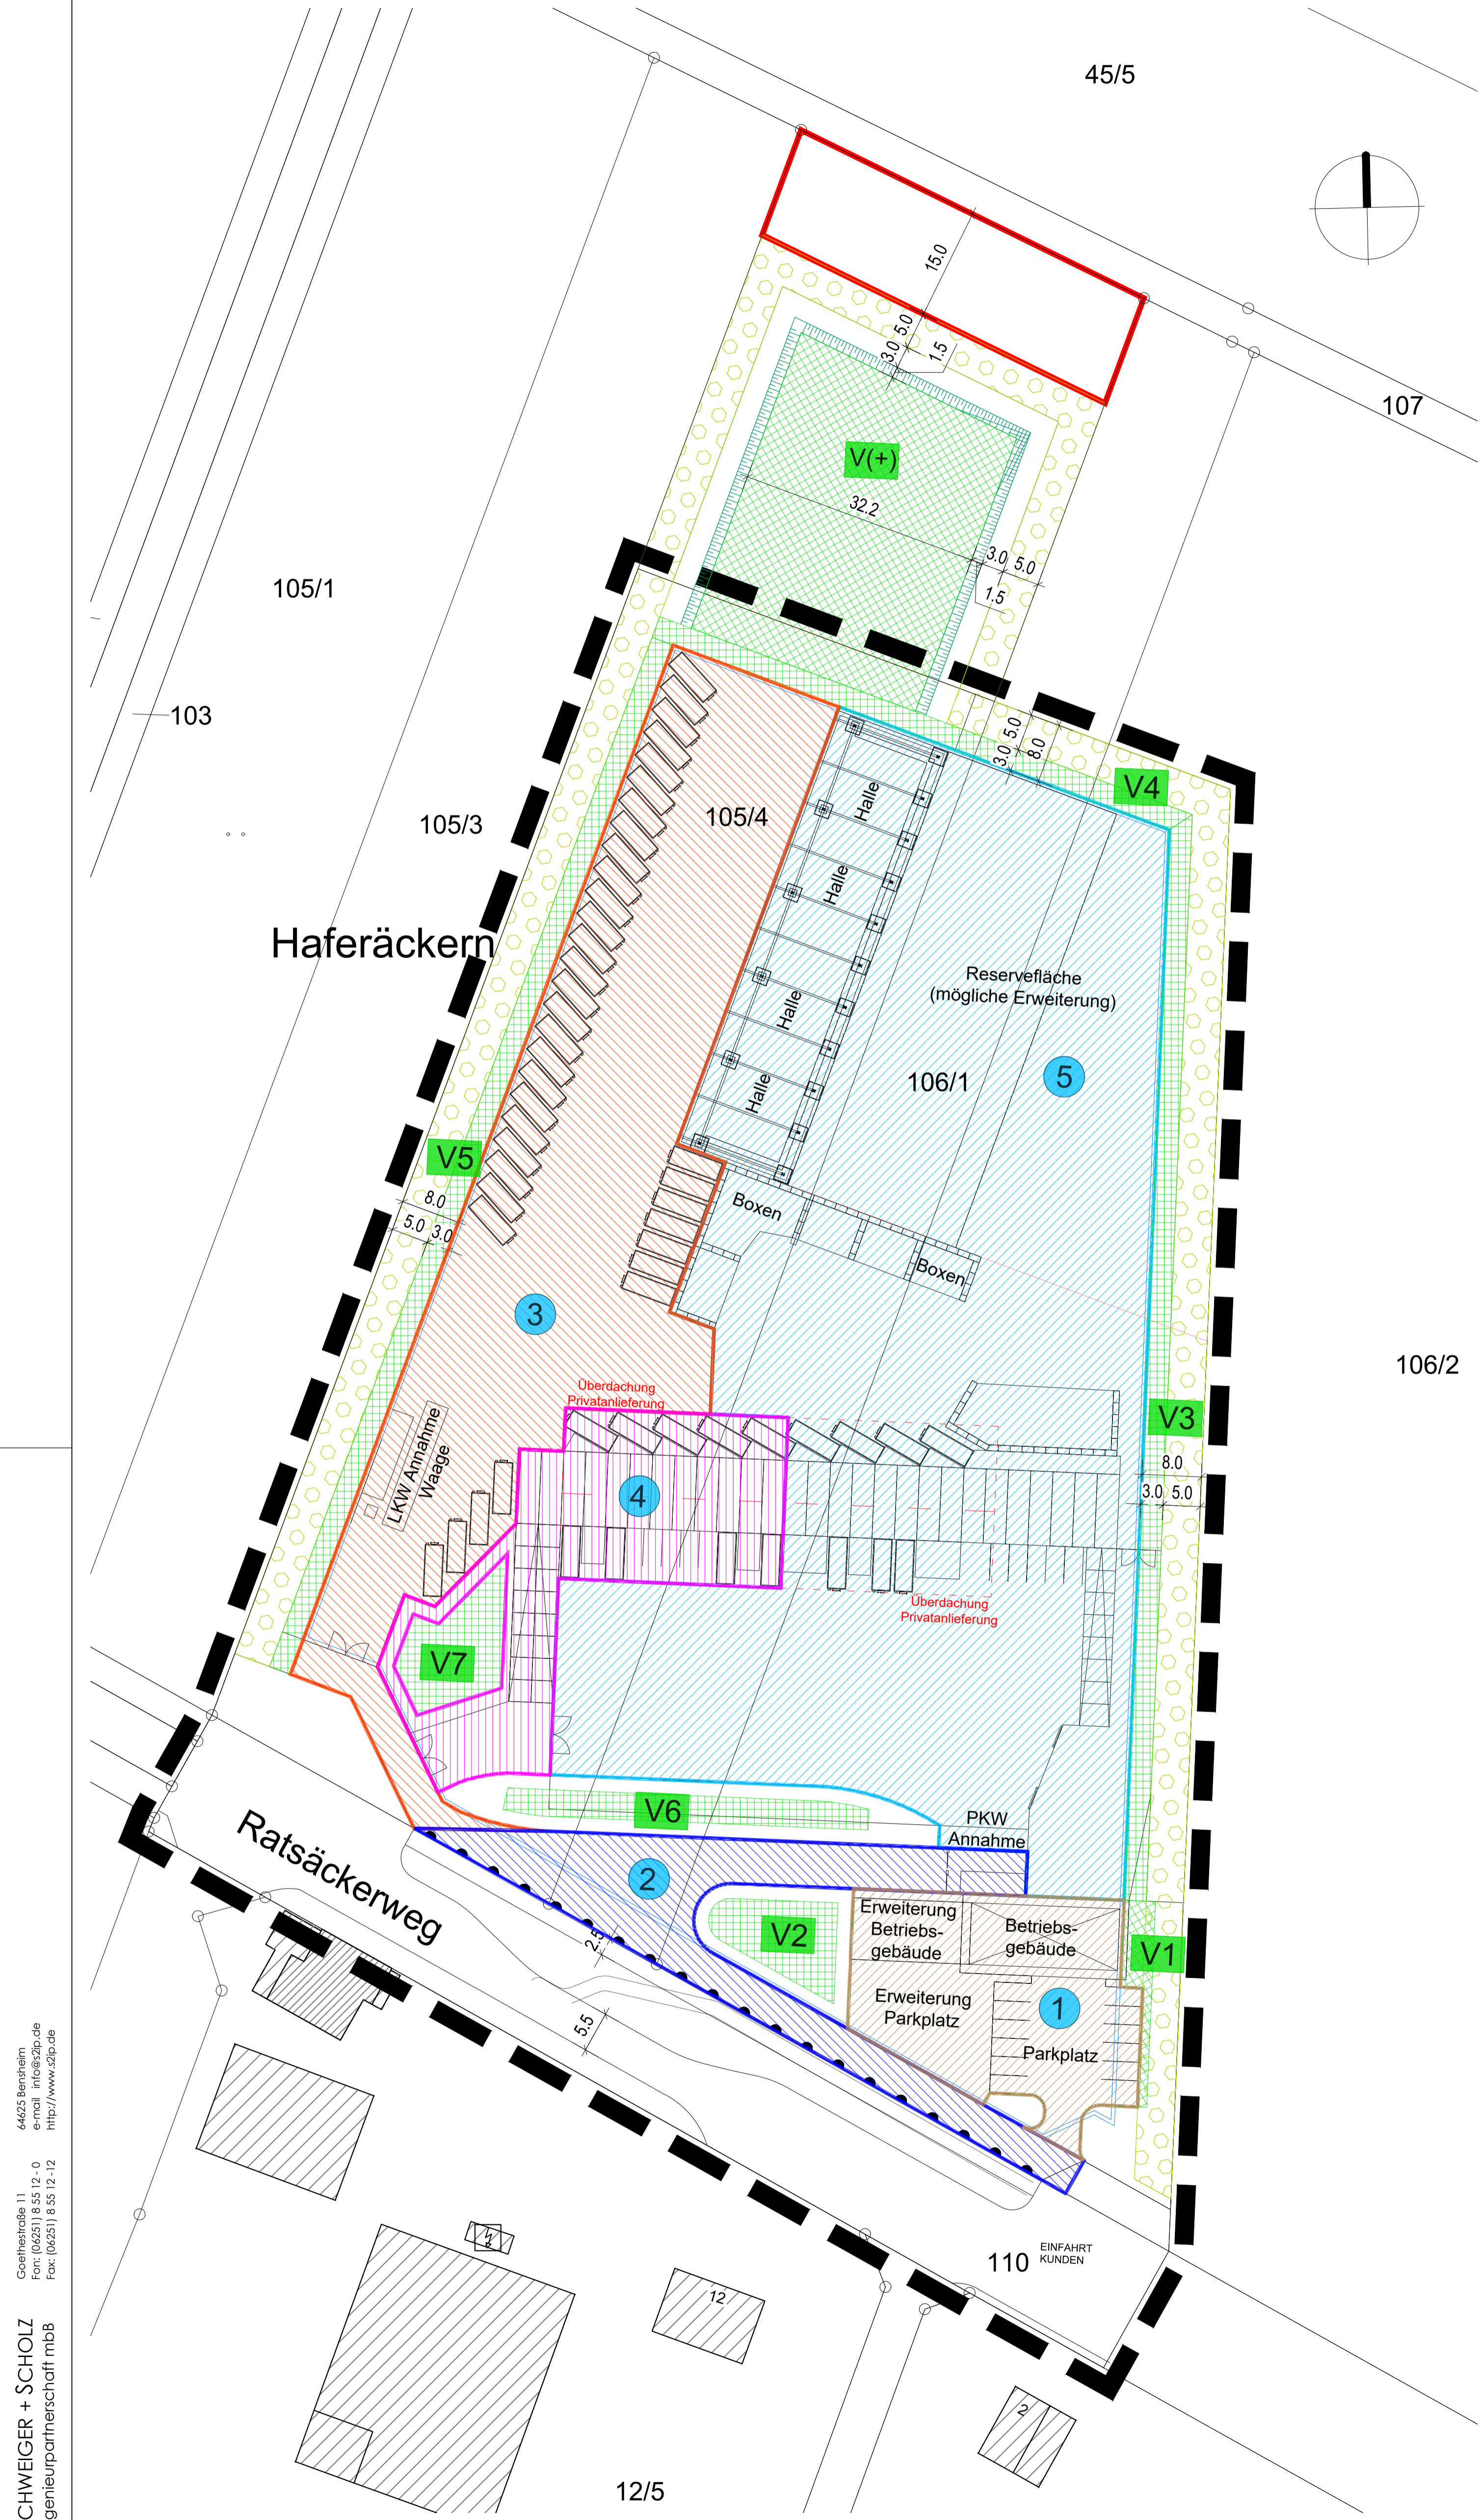 45/5
15.0
5.0
3.0
1.5
107
V(+)
32.2
3.0
5.0
1.5
105/1
103
5.0
3.0
8.0
V4
Halle
105/4
105/3
Halle
Haferäckern
Reservefläche
(mögliche Erweiterung)
Halle
106/1
5
Halle
V5
8.0
5.0
3.0
Boxen
Boxen
3
106/2
Überdachung
Privatanlieferung
V3
LKW Annahme
Waage
8.0
3.0
5.0
4
Überdachung
Privatanlieferung
V7
V6
PKW
Annahme
Ratsäckerweg
2
Erweiterung
Betriebs-
gebäude
Betriebs-
gebäude
V2
2.5
V1
Erweiterung
Parkplatz
1
5.5
Parkplatz
110
EINFAHRT
KUNDEN
12
2
12/5
CHWEIGER + SCHOLZ
genieurpartnerschaft mbB
Goethestraße 11
Fon: (06251) 8 55 12 - 0
Fax: (06251) 8 55 12 -12
64625 Bensheim
e-mail info@s2ip.de
http://www.s2ip.de